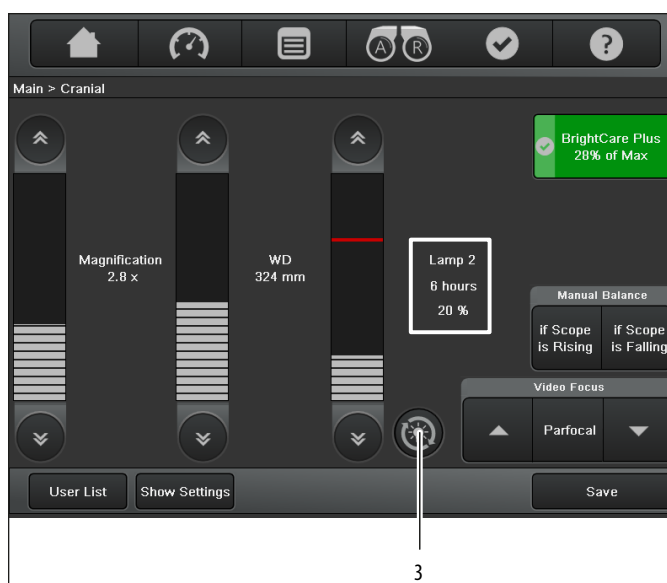 A R ?
Main > Cranial
BrightCare Plus
28% of Max
Magnification
2.8 x
WD
324 mm
Lamp 2
6 hours
20 %
Manual Balance
if Scope
is Rising
if Scope
is Falling
Video Focus
Parfocal
User List
Show Settings
Save
3